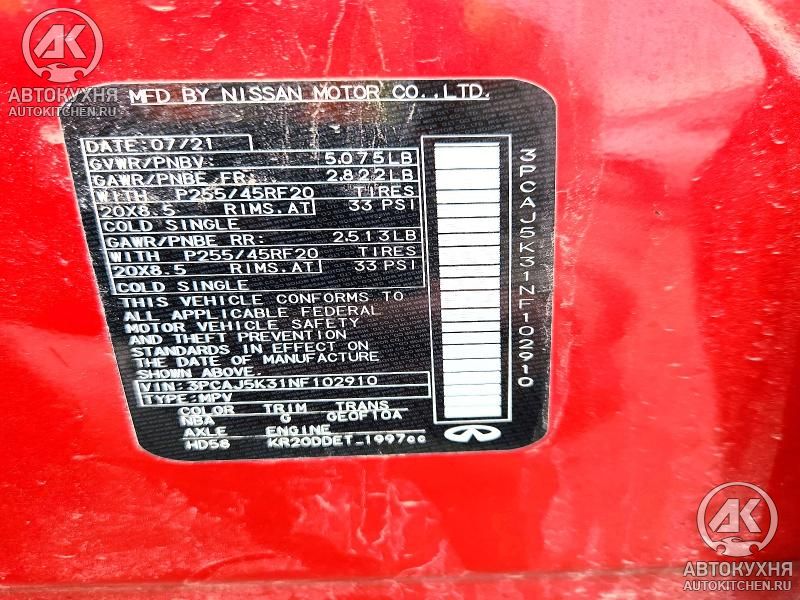 АВТОКУХНЯ
AUTOKITCHEN.RU
MFD BY NISSAN MOTOR CO.,LTD.
DATE: 07/21
GVWR/PNBV: 5,075LB
GAWR/PNBE FR: 2,822LB
WITH P255/45RF20 TIRES
20X8.5 RIMS.AT 33 PSI
COLD SINGLE
GAWR/PNBE RR: 2,513LB
WITH P255/45RF20 TIRES
20X8.5 RIMS.AT 33 PSI
COLD SINGLE
THIS VEHICLE CONFORMS TO
ALL APPLICABLE FEDERAL
MOTOR VEHICLE SAFETY
AND THEFT PREVENTION
STANDARDS IN EFFECT ON
THE DATE OF MANUFACTURE
SHOWN ABOVE.
VIN: 3PCAJ5K31NF102910
TYPE: MPV
COLOR TRIM TRANS
NBA G GEOF10A
AXLE ENGINE
HD58 KR20DDET 1997cc
3PCAJ5K31NF102910
АВТОКУХНЯ
AUTOKITCHEN.RU